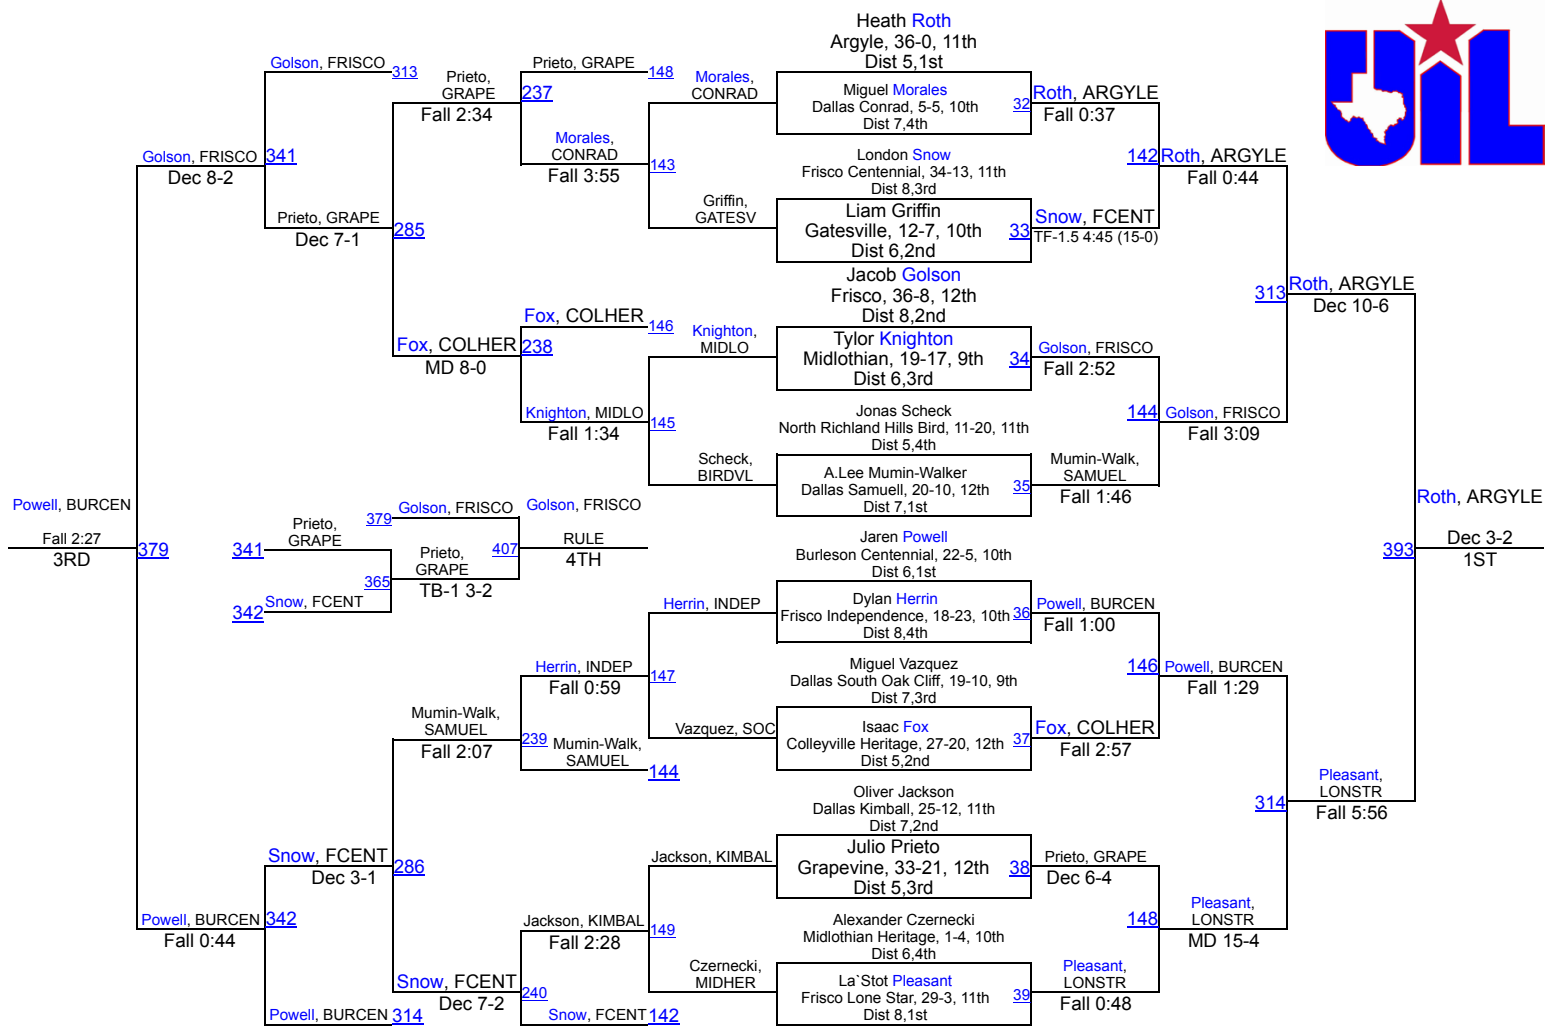 Heath Roth
Argyle, 36-0, 11th
Dist 5,1st
UIL
Golson, FRISCO 313
Prieto, GRAPE
Fall 2:34
Prieto, GRAPE 148
237
Morales, CONRAD
Miguel Morales
Dallas Conrad, 5-5, 10th
Dist 7,4th
32
Roth, ARGYLE
Fall 0:37
Morales, CONRAD
Fall 3:55
143
Golson, FRISCO 341
Dec 8-2
London Snow
Frisco Centennial, 34-13, 11th
Dist 8,3rd
142 Roth, ARGYLE
Fall 0:44
Prieto, GRAPE
Dec 7-1
285
Griffin, GATESV
Liam Griffin
Gatesville, 12-7, 10th
Dist 6,2nd
33
Snow, FCENT
TF-1.5 4:45 (15-0)
Jacob Golson
Frisco, 36-8, 12th
Dist 8,2nd
313
Roth, ARGYLE
Dec 10-6
Fox, COLHER
MD 8-0
Fox, COLHER 146
238
Knighton, MIDLO
Tylor Knighton
Midlothian, 19-17, 9th
Dist 6,3rd
34
Golson, FRISCO
Fall 2:52
Knighton, MIDLO
Fall 1:34
145
Jonas Scheck
North Richland Hills Bird, 11-20, 11th
Dist 5,4th
144 Golson, FRISCO
Fall 3:09
Scheck, BIRDVL
A.Lee Mumin-Walker
Dallas Samuell, 20-10, 12th
Dist 7,1st
35
Mumin-Walk, SAMUEL
Fall 1:46
Powell, BURCEN
Fall 2:27
3RD
379
341
Prieto, GRAPE
342
Snow, FCENT
365
379
Golson, FRISCO
Prieto, GRAPE
TB-1 3-2
407
Golson, FRISCO
RULE
4TH
Roth, ARGYLE
393
Dec 3-2
1ST
Jaren Powell
Burleson Centennial, 22-5, 10th
Dist 6,1st
Herrin, INDEP
Dylan Herrin
Frisco Independence, 18-23, 10th
Dist 8,4th
36
Powell, BURCEN
Fall 1:00
Herrin, INDEP
Fall 0:59
147
Miguel Vazquez
Dallas South Oak Cliff, 19-10, 9th
Dist 7,3rd
146 Powell, BURCEN
Fall 1:29
Mumin-Walk, SAMUEL
Fall 2:07
239
Mumin-Walk, SAMUEL
144
Vazquez, SOC
Isaac Fox
Colleyville Heritage, 27-20, 12th
Dist 5,2nd
37
Fox, COLHER
Fall 2:57
Oliver Jackson
Dallas Kimball, 25-12, 11th
Dist 7,2nd
314
Pleasant, LONSTR
Fall 5:56
Snow, FCENT
Dec 3-1
286
Jackson, KIMBAL
Julio Prieto
Grapevine, 33-21, 12th
Dist 5,3rd
38
Prieto, GRAPE
Dec 6-4
Powell, BURCEN 342
Fall 0:44
Jackson, KIMBAL
Fall 2:28
149
Alexander Czernecki
Midlothian Heritage, 1-4, 10th
Dist 6,4th
148
Pleasant, LONSTR
MD 15-4
Snow, FCENT
Dec 7-2
240
Czernecki, MIDHER
La`Stot Pleasant
Frisco Lone Star, 29-3, 11th
Dist 8,1st
39
Pleasant, LONSTR
Fall 0:48
Powell, BURCEN 314
Snow, FCENT 142